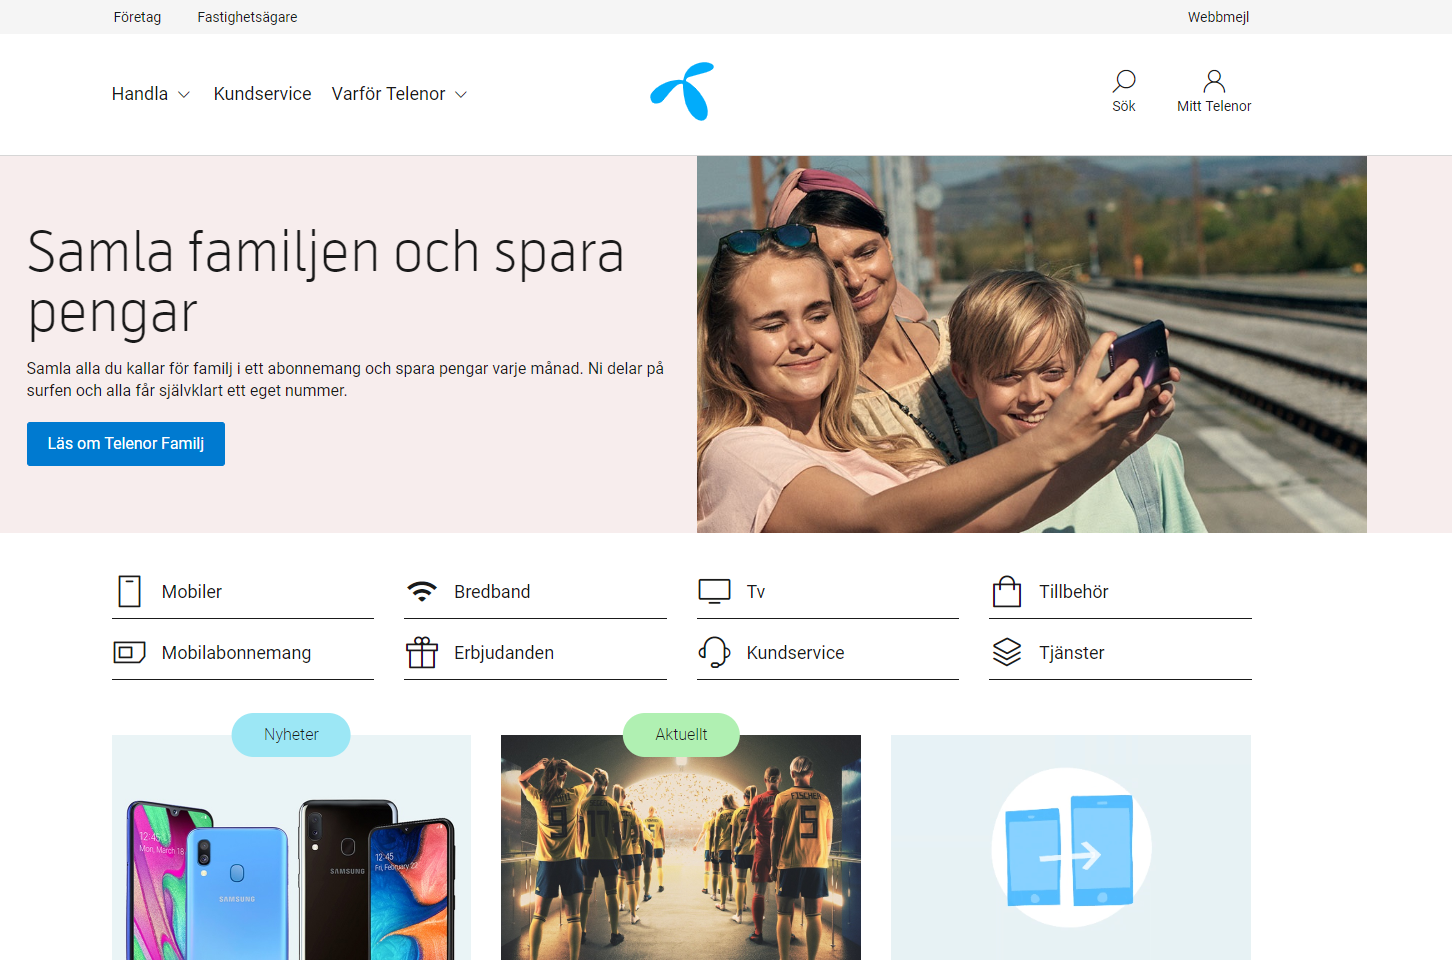 Företag Fastighetsägare Webbmejl
Handla Kundservice Varför Telenor
Sök Mitt Telenor
Samla familjen och spara
pengar
Samla alla du kallar för familj i ett abonnemang och spara pengar varje månad. Ni delar på
surfen och alla får självklart ett eget nummer.
Läs om Telenor Familj
Mobiler Bredband Tv Tillbehör
Mobilabonnemang Erbjudanden Kundservice Tjänster
Nyheter Aktuellt
12:45
Mon, March 18
SAMSUNG
SAMSUNG
12:45
Fri, February 22
9
11
5
FISCHER
5